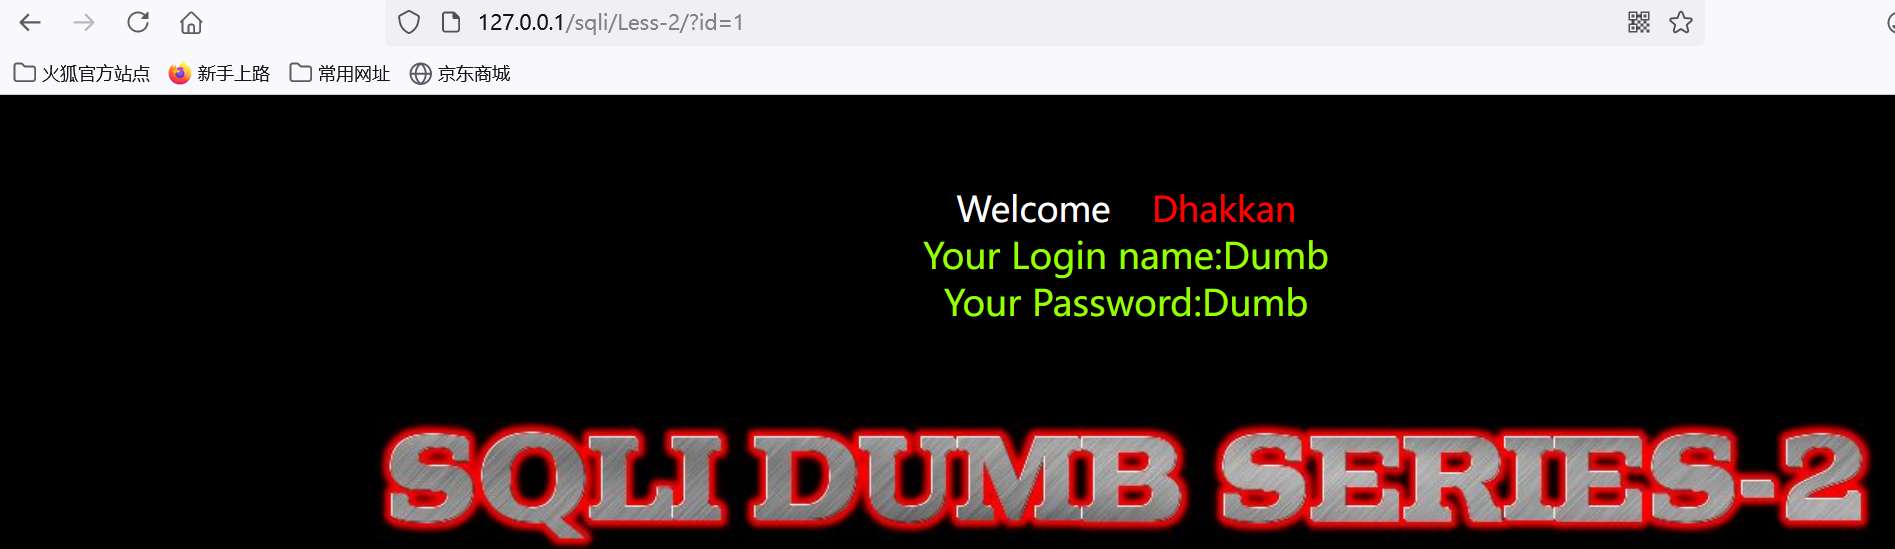 127.0.0.1/sqli/Less-2/?id=1
火狐官方站点 新手上路 常用网址 京东商城
Welcome Dhakkan
Your Login name:Dumb
Your Password:Dumb
SQLI DUMB SERIES-2